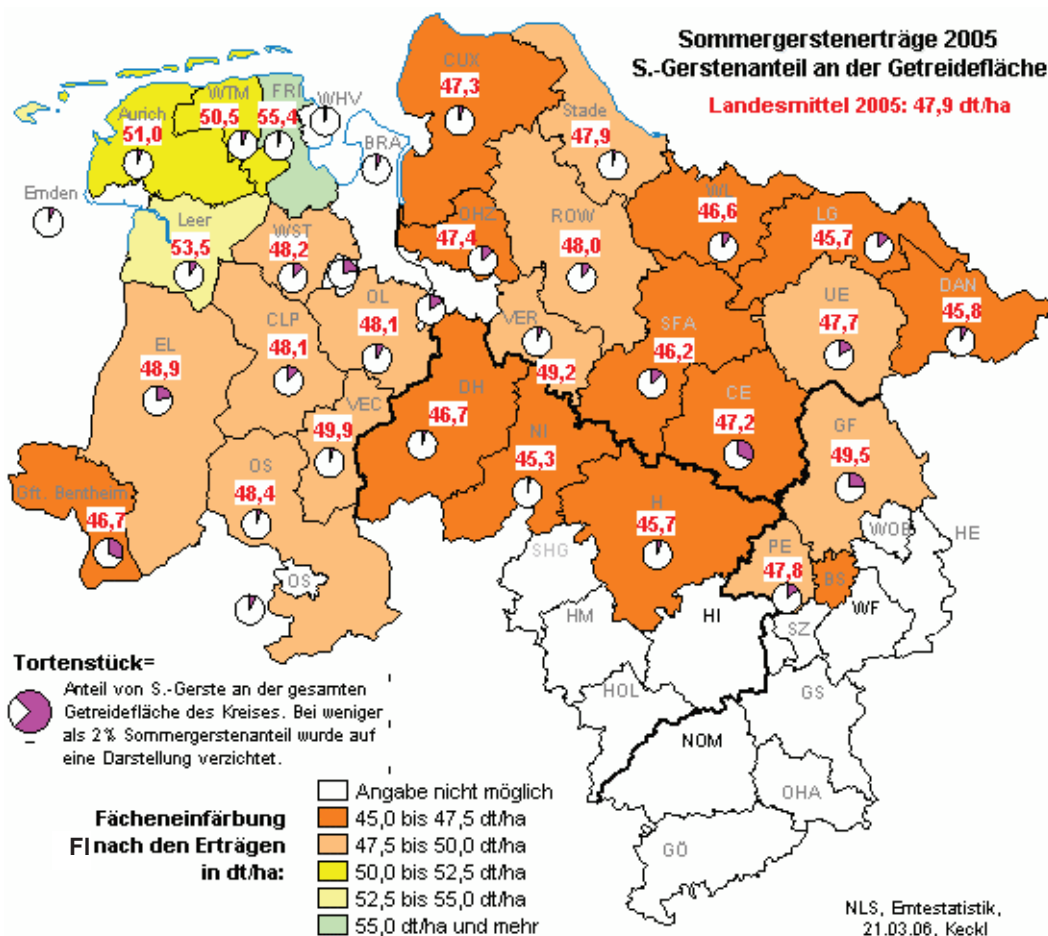 Sommergerstenerträge 2005
S.-Gerstenanteil an der Getreidefläche
Landesmittel 2005: 47,9 dt/ha
CUX
47,3
FRI
55,4
WTM
50,5
WHV
Aurich
51,0
Stade
47,9
BRA
Emden
Leer
53,5
WST
48,2
OHZ
47,4
ROW
48,0
WL
46,6
LG
45,7
DAN
45,8
UE
47,7
OL
48,1
CLP
48,1
VER
49,2
SFA
46,2
EL
48,9
DH
46,7
CE
47,2
VEC
49,9
NI
45,3
GF
49,5
OS
48,4
Gft. Bentheim
46,7
H
45,7
WOB
HE
SHG
PE
47,8
BS
OS
HM
HI
SZ
WF
HOL
GS
NOM
OHA
GÖ
Tortenstück=
Anteil von S.-Gerste an der gesamten
Getreidefläche des Kreises. Bei weniger
als 2% Sommergerstenanteil wurde auf
eine Darstellung verzichtet.
Fächeneinfärbung
Fl nach den Erträgen
in dt/ha:
Angabe nicht möglich
45,0 bis 47,5 dt/ha
47,5 bis 50,0 dt/ha
50,0 bis 52,5 dt/ha
52,5 bis 55,0 dt/ha
55,0 dt/ha und mehr
NLS, Erntestatistik,
21.03.06, Keckl